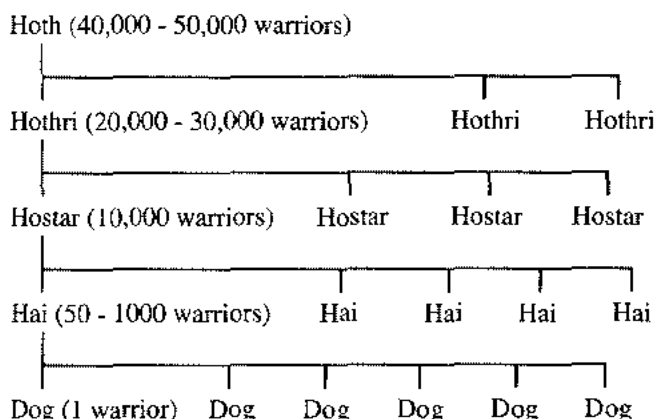 Hoth (40,000 - 50,000 warriors)
Hothri (20,000 - 30,000 warriors) Hothri Hothri
Hostar (10,000 warriors) Hostar Hostar Hostar
Hai (50 - 1000 warriors) Hai Hai Hai Hai
Dog (1 warrior) Dog Dog Dog Dog Dog